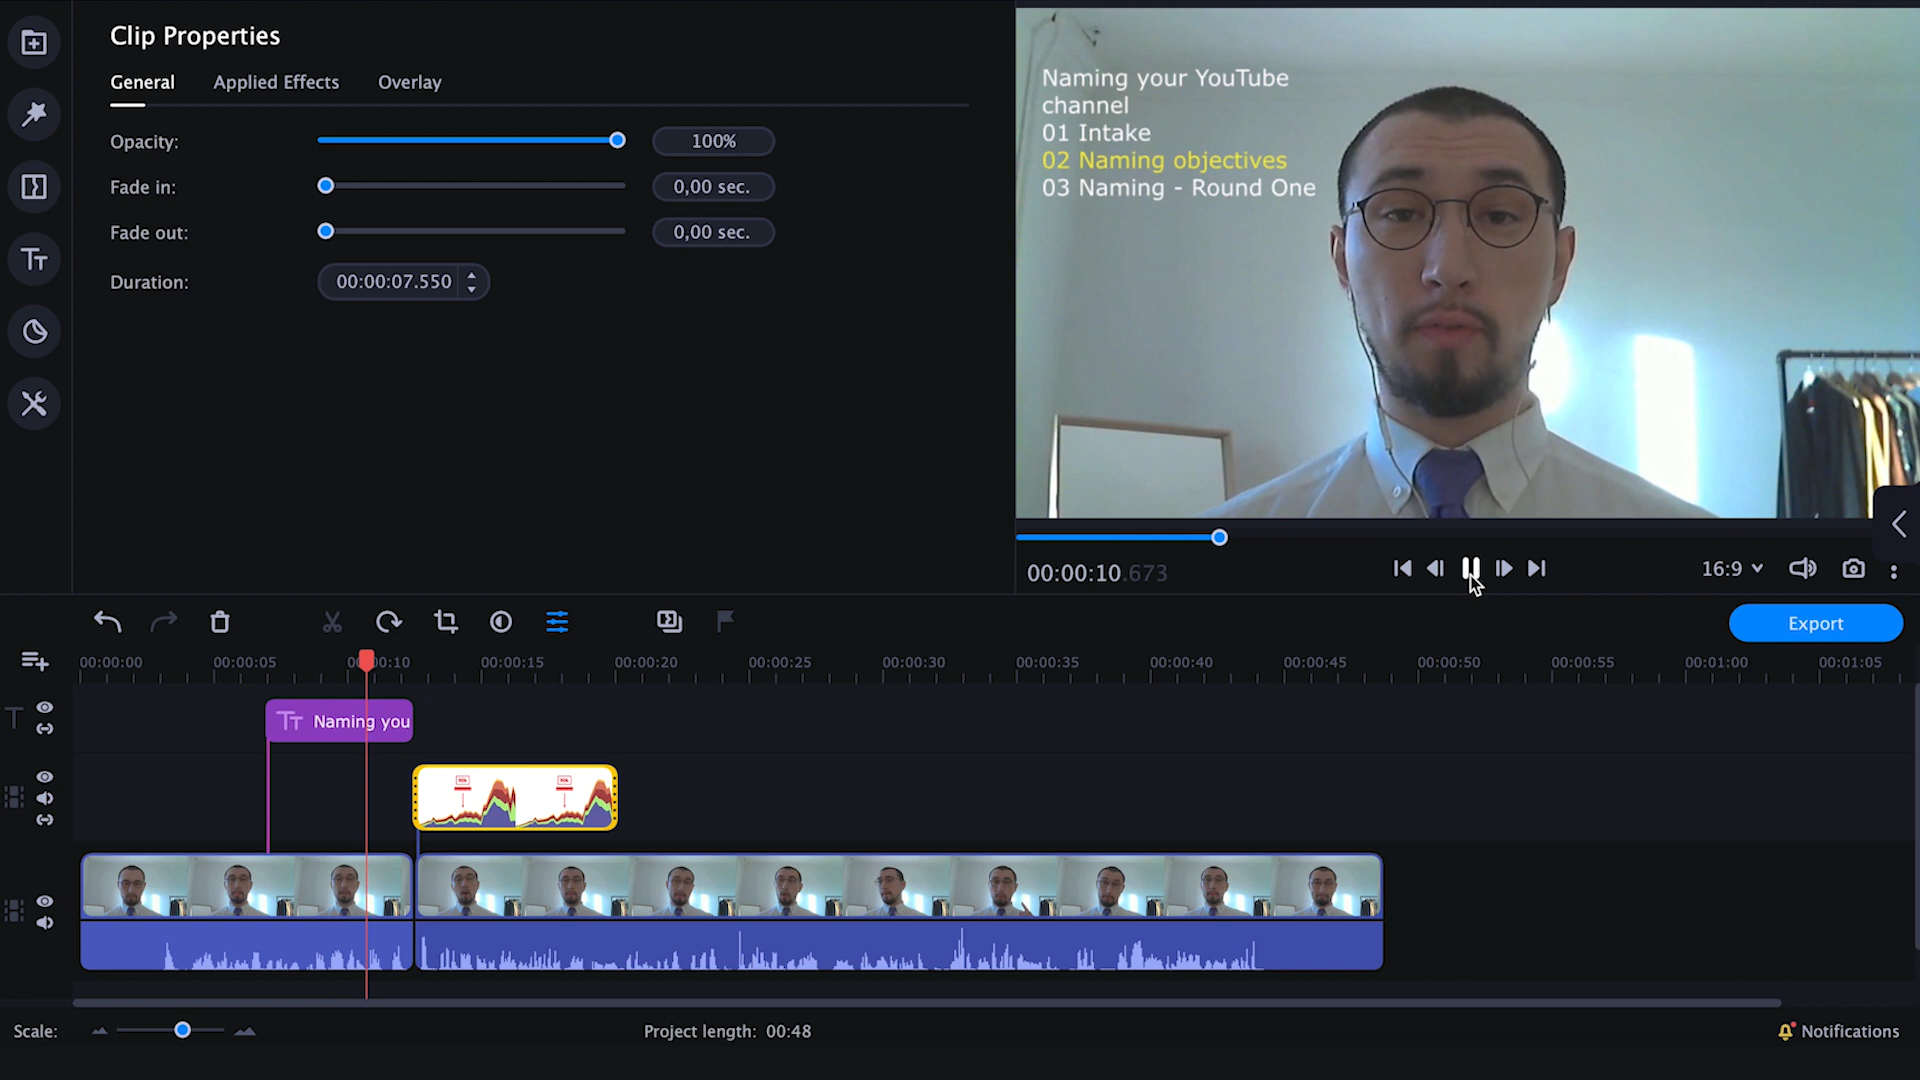 Clip Properties
General Applied Effects Overlay
Opacity: 100%
Fade in: 0,00 sec.
Fade out: 0,00 sec.
Duration: 00:00:07.550
Naming your YouTube
channel
01 Intake
02 Naming objectives
03 Naming - Round One
00:00:10.673
16:9
Export
00:00:00 00:00:05 00:00:10 00:00:15 00:00:20 00:00:25 00:00:30 00:00:35 00:00:40 00:00:45 00:00:50 00:00:55 00:01:00 00:01:05
Naming you
Scale:
Project length: 00:48
Notifications